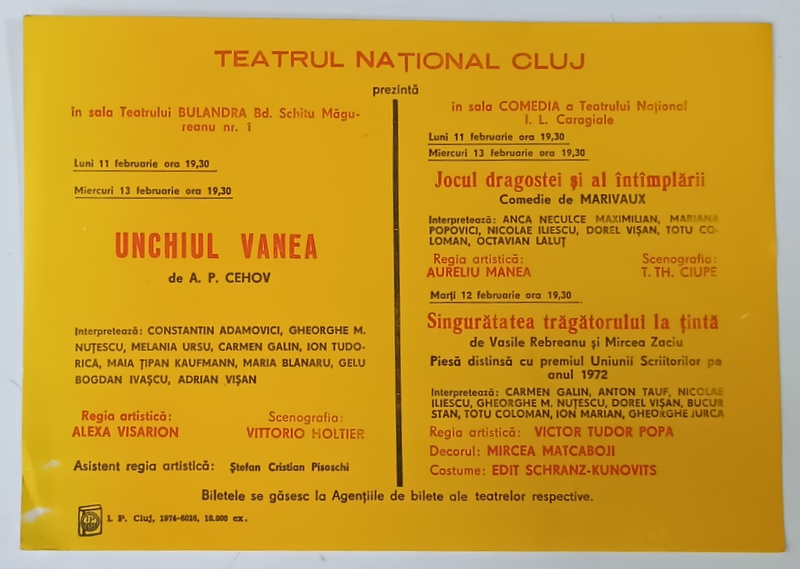 TEATRUL NAȚIONAL CLUJ
prezintă
în sala Teatrului BULANDRA Bd. Schitu Măgu-
reanu nr. 1
Luni 11 februarie ora 19,30
Miercuri 13 februarie ora 19,30
UNCHIUL VANEA
de A. P. CEHOV
Interpretează: CONSTANTIN ADAMOVICI, GHEORGHE M.
NUȚESCU, MELANIA URSU, CARMEN GALIN, ION TUDO-
RICĂ, MAIA ȚIPAN KAUFMANN, MARIA BLĂNARU, GELU
BOGDAN IVAȘCU, ADRIAN VIȘAN
Regia artistică:
ALEXA VISARION
Scenografia:
VITTORIO HOLTIER
Asistent regia artistică: Ștefan Cristian Pisoschi
în sala COMEDIA a Teatrului Național
I. L. Caragiale
Luni 11 februarie ora 19,30
Miercuri 13 februarie ora 19,30
Jocul dragostei și al întîmplării
Comedie de MARIVAUX
Interpretează: ANCA NECULCE MAXIMILIAN, MARIANA
POPOVICI, NICOLAE ILIESCU, DOREL VIȘAN, TOTU CO-
LOMAN, OCTAVIAN LALUȚ
Regia artistică:
AURELIU MANEA
Scenografia:
T. TH. CIUPE
Marți 12 februarie ora 19,30
Singurătatea trăgătorului la țintă
de Vasile Rebreanu și Mircea Zaciu
Piesă distinsă cu premiul Uniunii Scriitorilor pe
anul 1972
Interpretează: CARMEN GALIN, ANTON TAUF, NICOLAE
ILIESCU, GHEORGHE M. NUȚESCU, DOREL VIȘAN, BUCUR
STAN, TOTU COLOMAN, ION MARIAN, GHEORGHE JURCA
Regia artistică: VICTOR TUDOR POPA
Decorul: MIRCEA MATCABOJI
Costume: EDIT SCHRANZ-KUNOVITS
Biletele se găsesc la Agențiile de bilete ale teatrelor respective.
I. P. Cluj, 1974-6026, 10.000 ex.